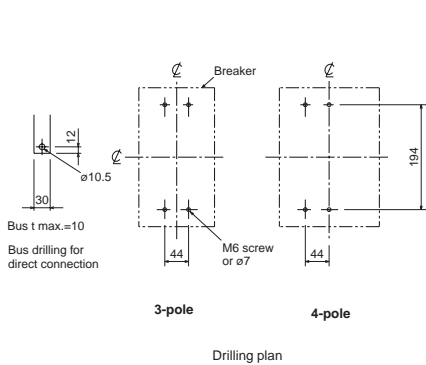 ℄
Breaker
℄
12
℄
ø10.5
194
30
Bus t max.=10
Bus drilling for
direct connection
44
M6 screw
or ø7
44
3-pole
4-pole
Drilling plan